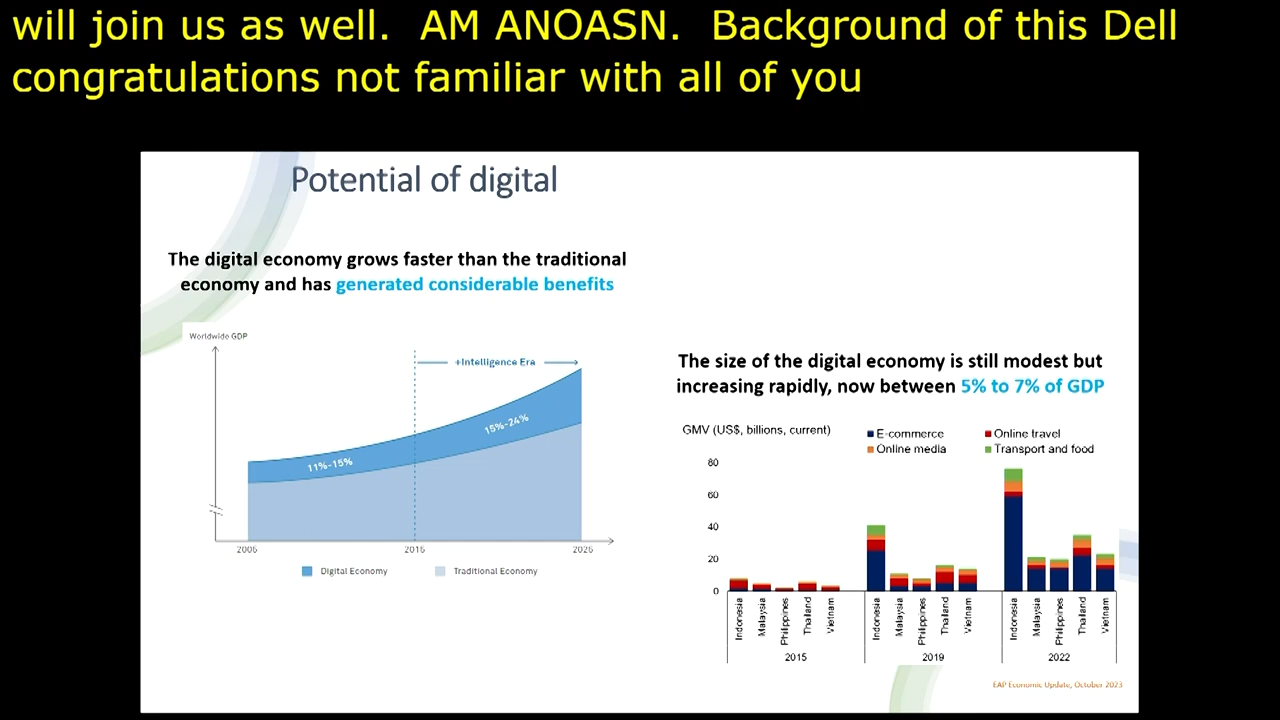 will join us as well.  AM ANOASN.  Background of this Dell
congratulations not familiar with all of you
Potential of digital
The digital economy grows faster than the traditional
economy and has generated considerable benefits
Worldwide GDP
+Intelligence Era
15%-24%
11%-15%
2006 2016 2026
Digital Economy Traditional Economy
The size of the digital economy is still modest but
increasing rapidly, now between 5% to 7% of GDP
GMV (US$, billions, current)
E-commerce Online travel
Online media Transport and food
80
60
40
20
0
Indonesia Malaysia Philippines Thailand Vietnam Indonesia Malaysia Philippines Thailand Vietnam Indonesia Malaysia Philippines Thailand Vietnam
2015 2019 2022
EAP Economic Update, October 2023